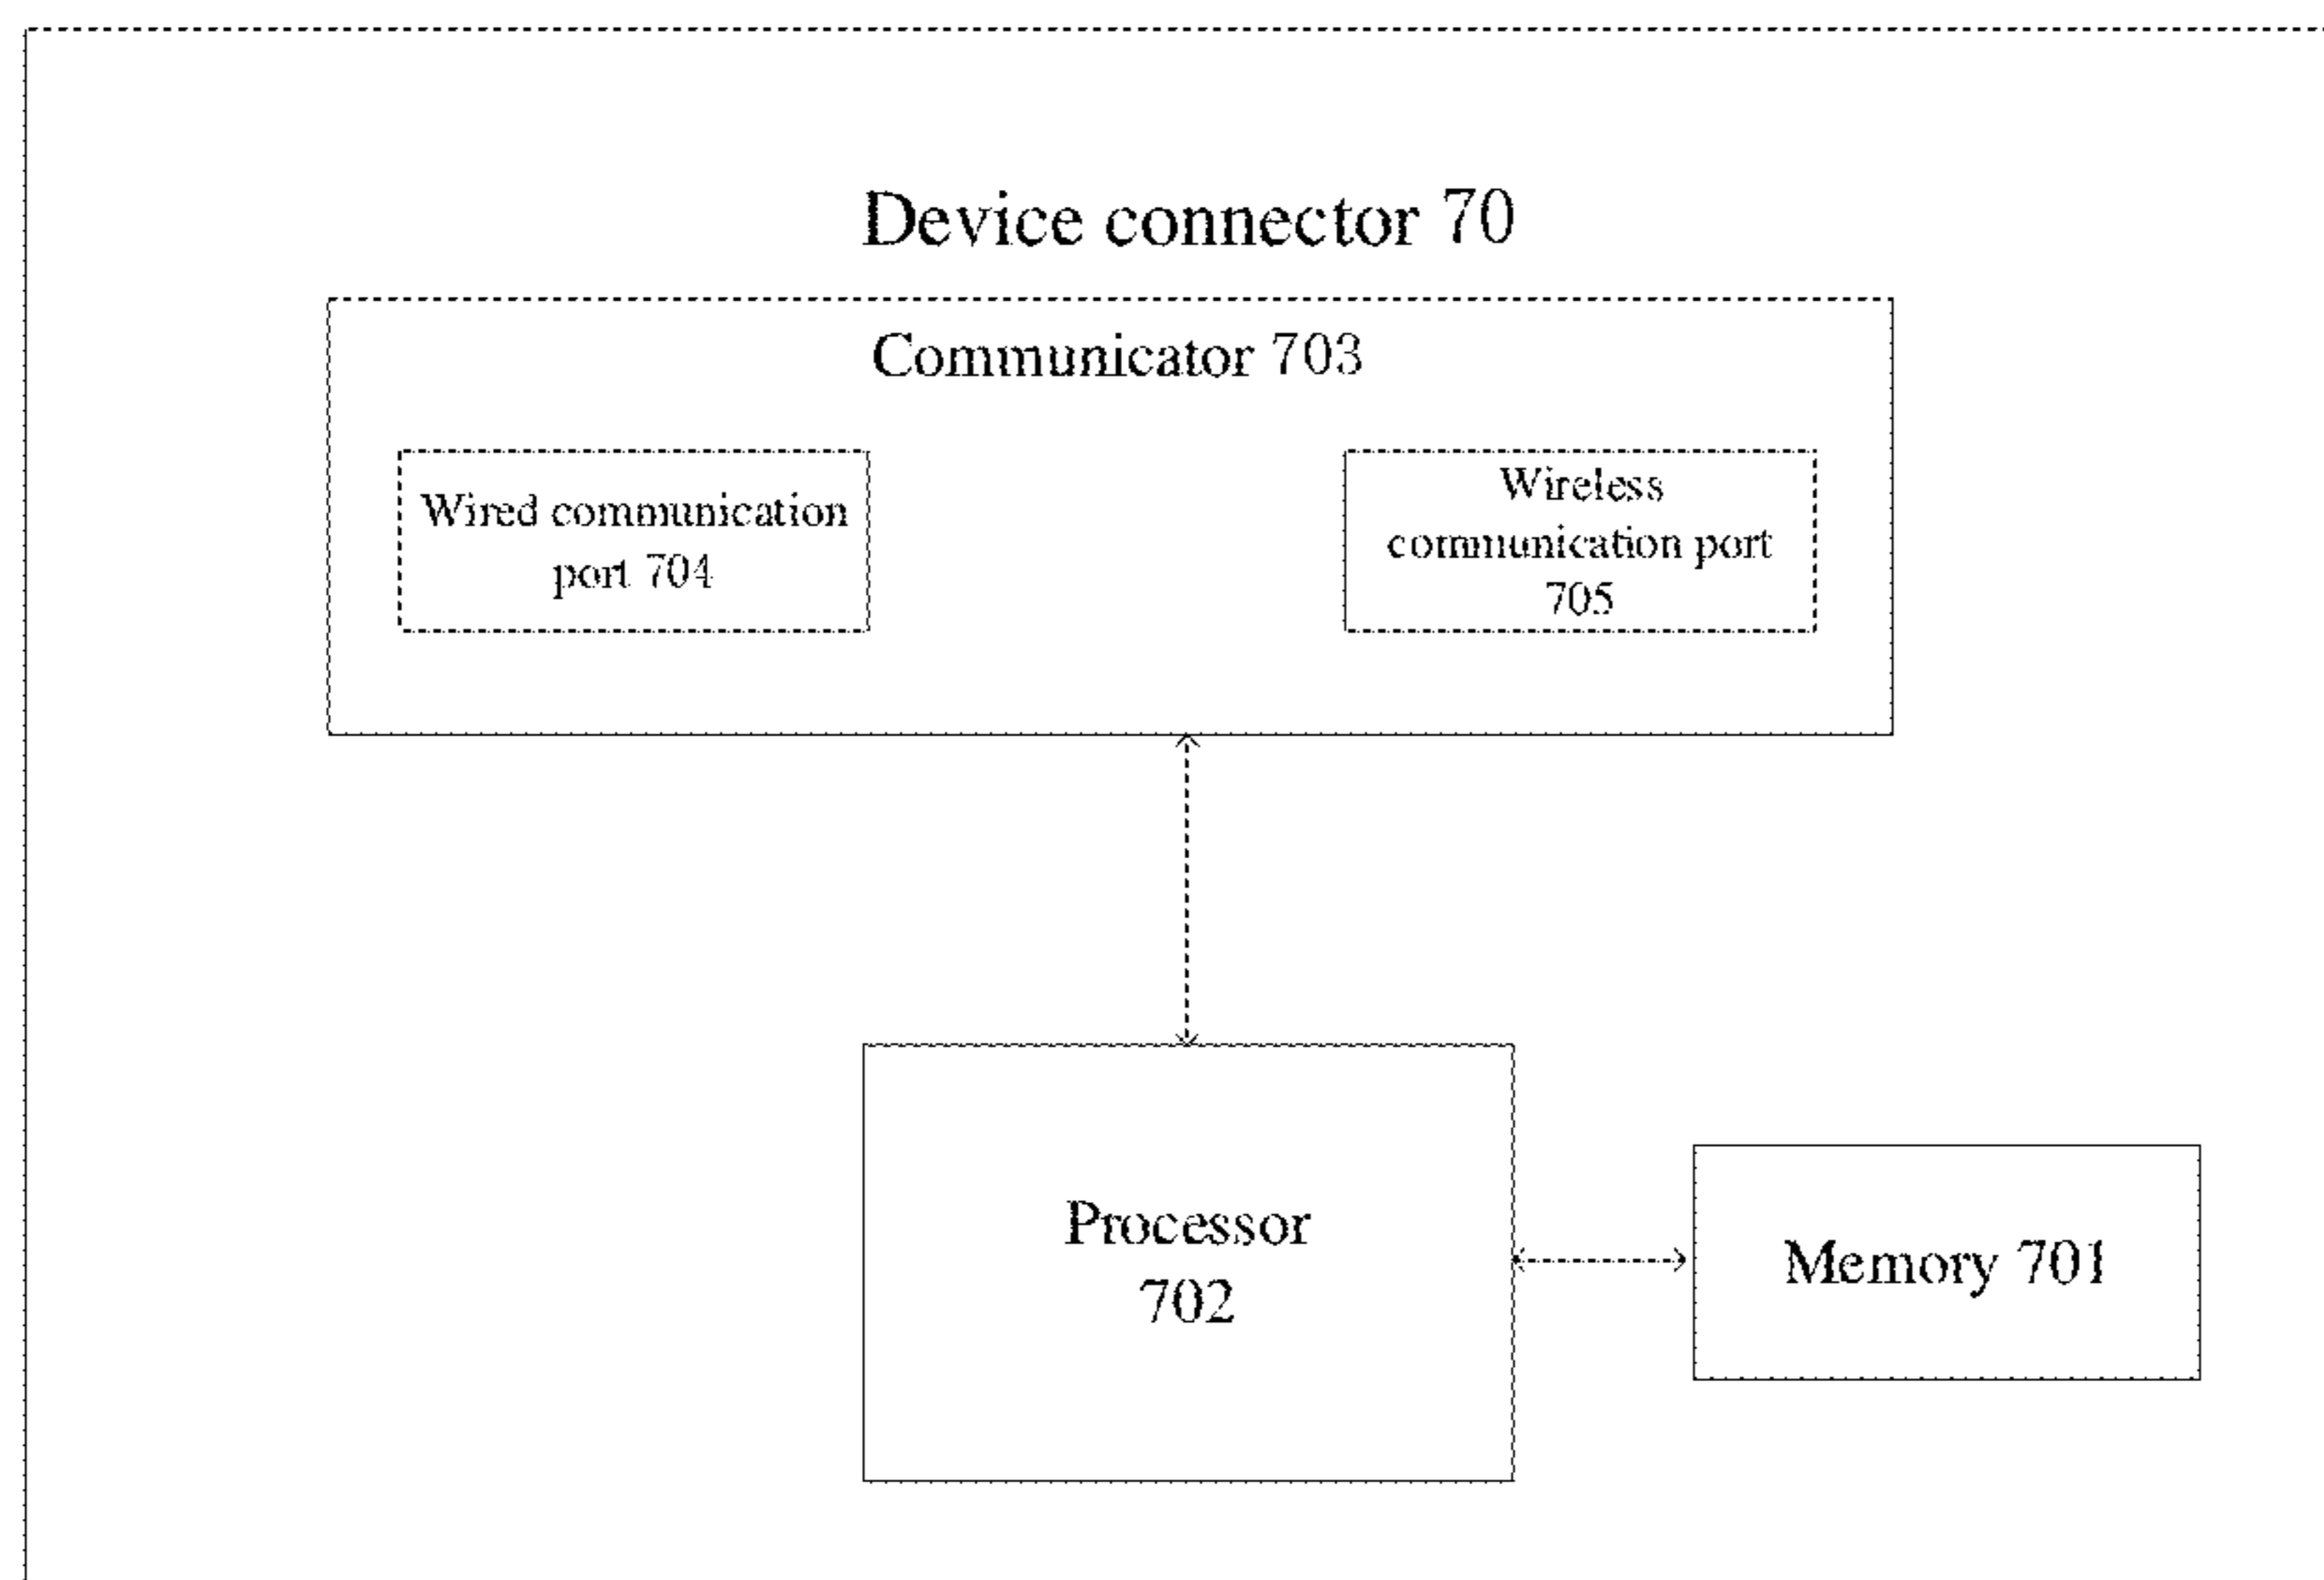 Device connector 70
Communicator 703
Wired communication
port 704
Wireless
communication port
705
Processor
702
Memory 701